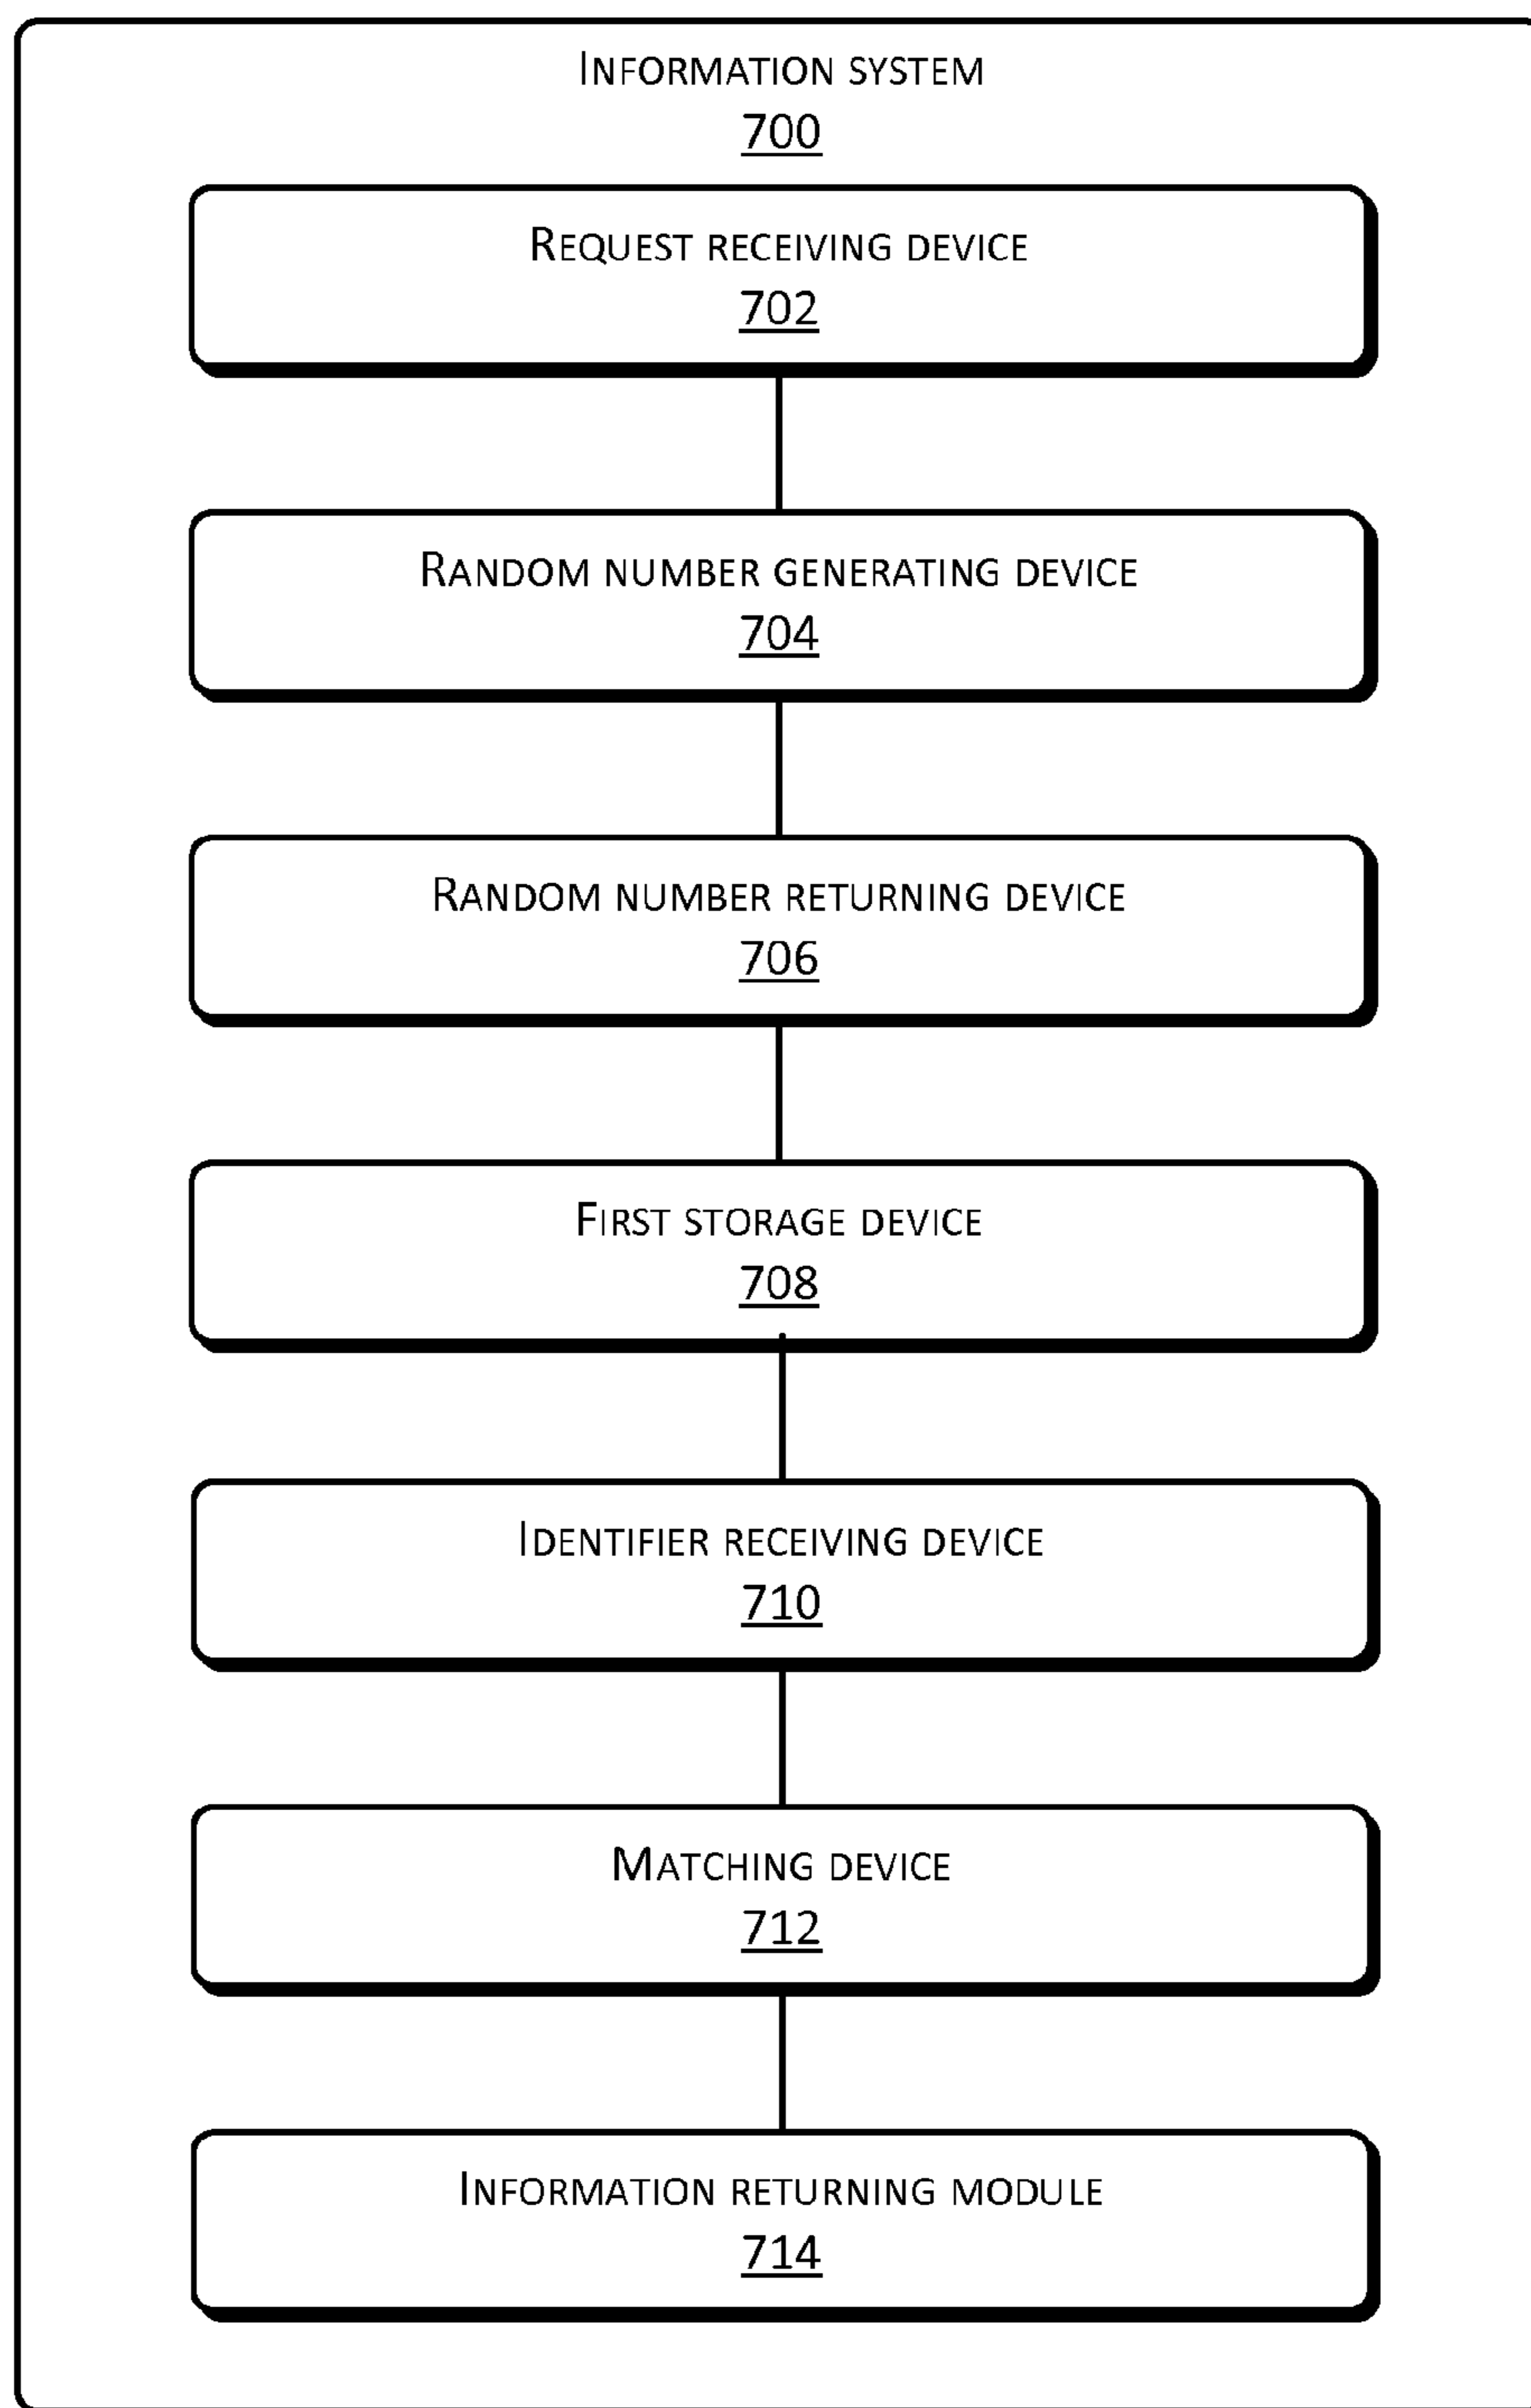 INFORMATION SYSTEM
700
REQUEST RECEIVING DEVICE
702
RANDOM NUMBER GENERATING DEVICE
704
RANDOM NUMBER RETURNING DEVICE
706
FIRST STORAGE DEVICE
708
IDENTIFIER RECEIVING DEVICE
710
MATCHING DEVICE
712
INFORMATION RETURNING MODULE
714